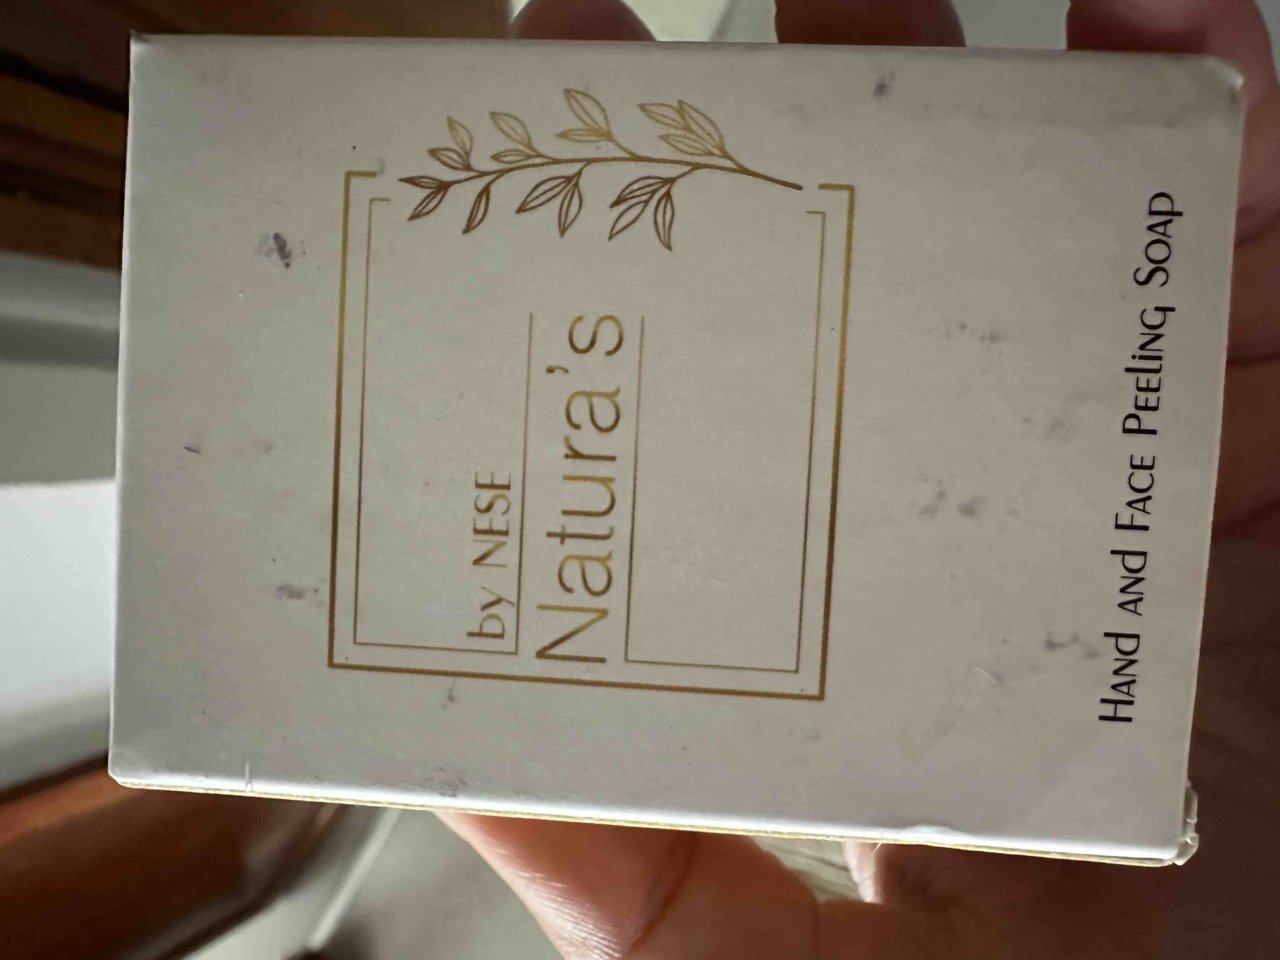 by NESE
Natura's
HAND AND FACE PEELING SOAP